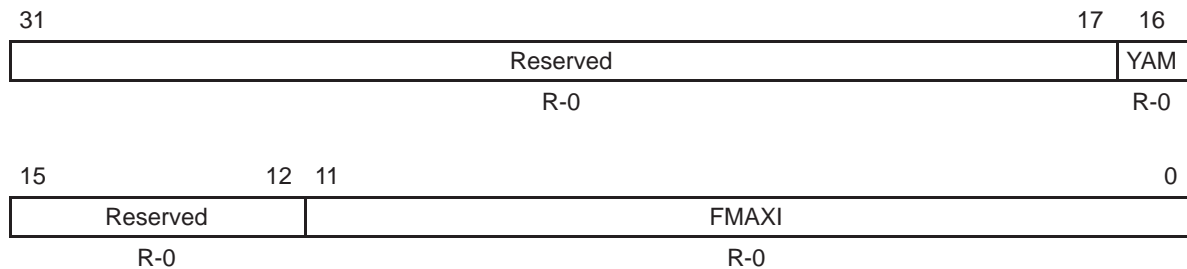 31 17 16
Reserved YAM
R-0 R-0
15 12 11 0
Reserved FMAXI
R-0 R-0